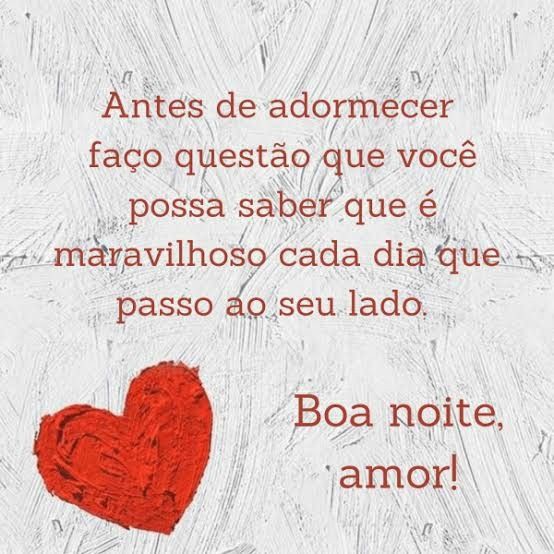 Antes de adormecer
faço questão que você
possa saber que é
maravilhoso cada dia que
passo ao seu lado.
Boa noite,
amor!